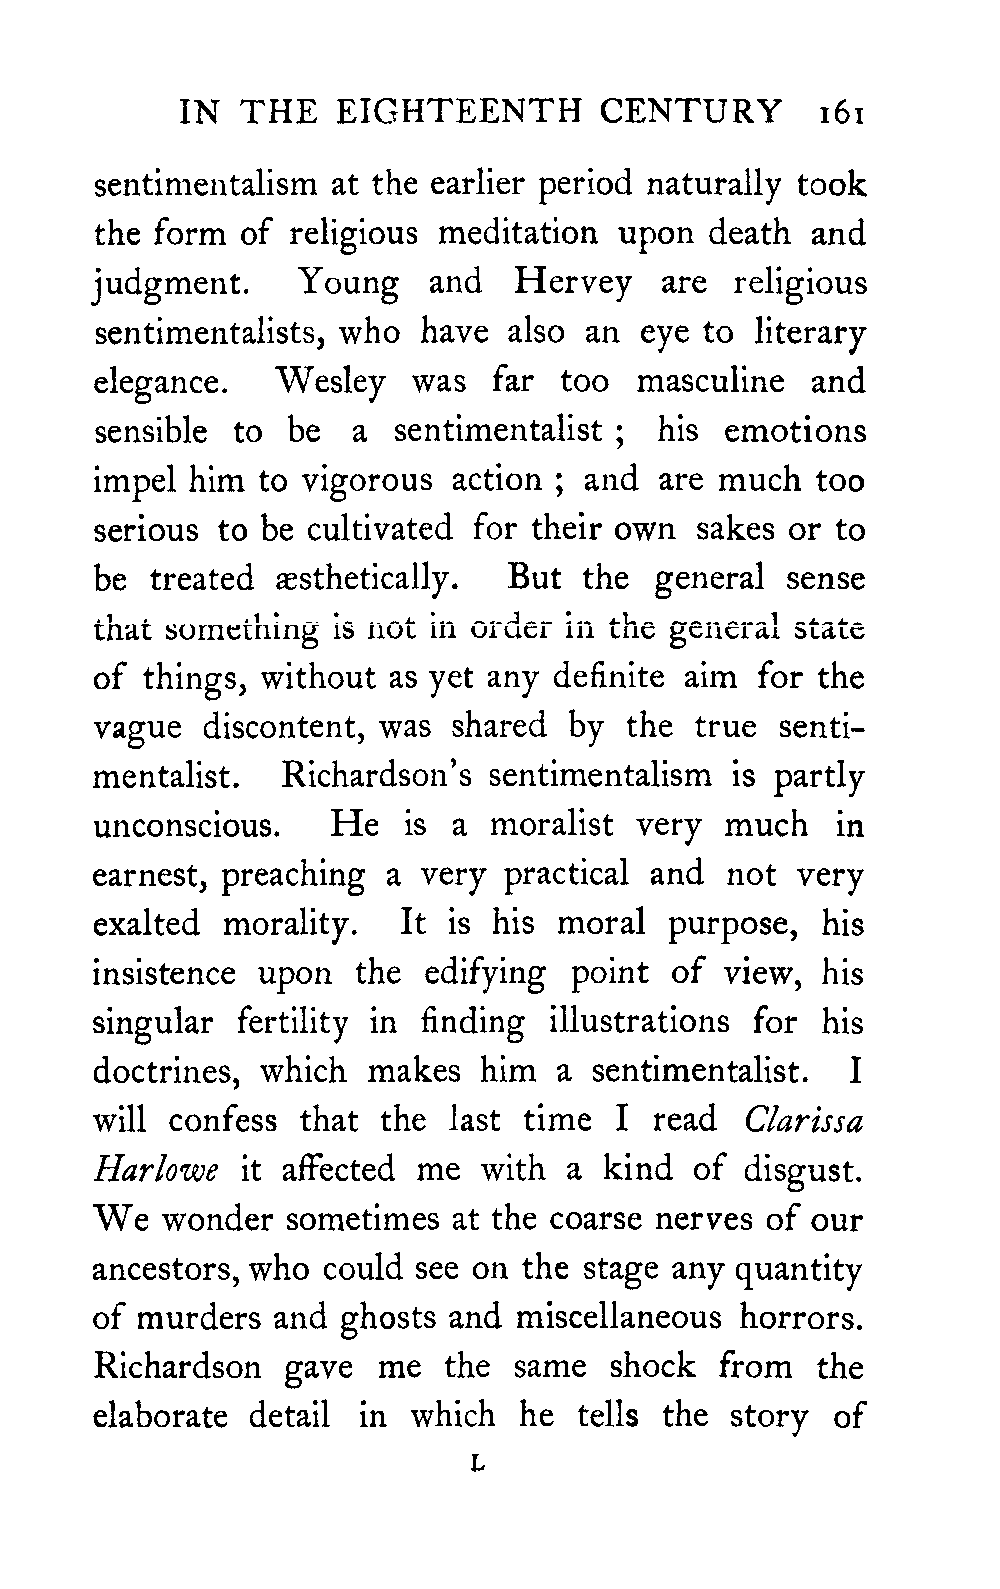 IN THE EIGHTEENTH CENTURY 161
sentimentalism at the earlier period naturally took
the form of religious meditation upon death and
judgment. Young and Hervey are religious
sentimentalists, who have also an eye to literary
elegance. Wesley was far too masculine and
sensible to be a sentimentalist ; his emotions
impel him to vigorous action ; and are much too
serious to be cultivated for their own sakes or to
be treated æsthetically. But the general sense
that something is not in order in the general state
of things, without as yet any definite aim for the
vague discontent, was shared by the true senti-
mentalist. Richardson's sentimentalism is partly
unconscious. He is a moralist very much in
earnest, preaching a very practical and not very
exalted morality. It is his moral purpose, his
insistence upon the edifying point of view, his
singular fertility in finding illustrations for his
doctrines, which makes him a sentimentalist. I
will confess that the last time I read Clarissa
Harlowe it affected me with a kind of disgust.
We wonder sometimes at the coarse nerves of our
ancestors, who could see on the stage any quantity
of murders and ghosts and miscellaneous horrors.
Richardson gave me the same shock from the
elaborate detail in which he tells the story of
L